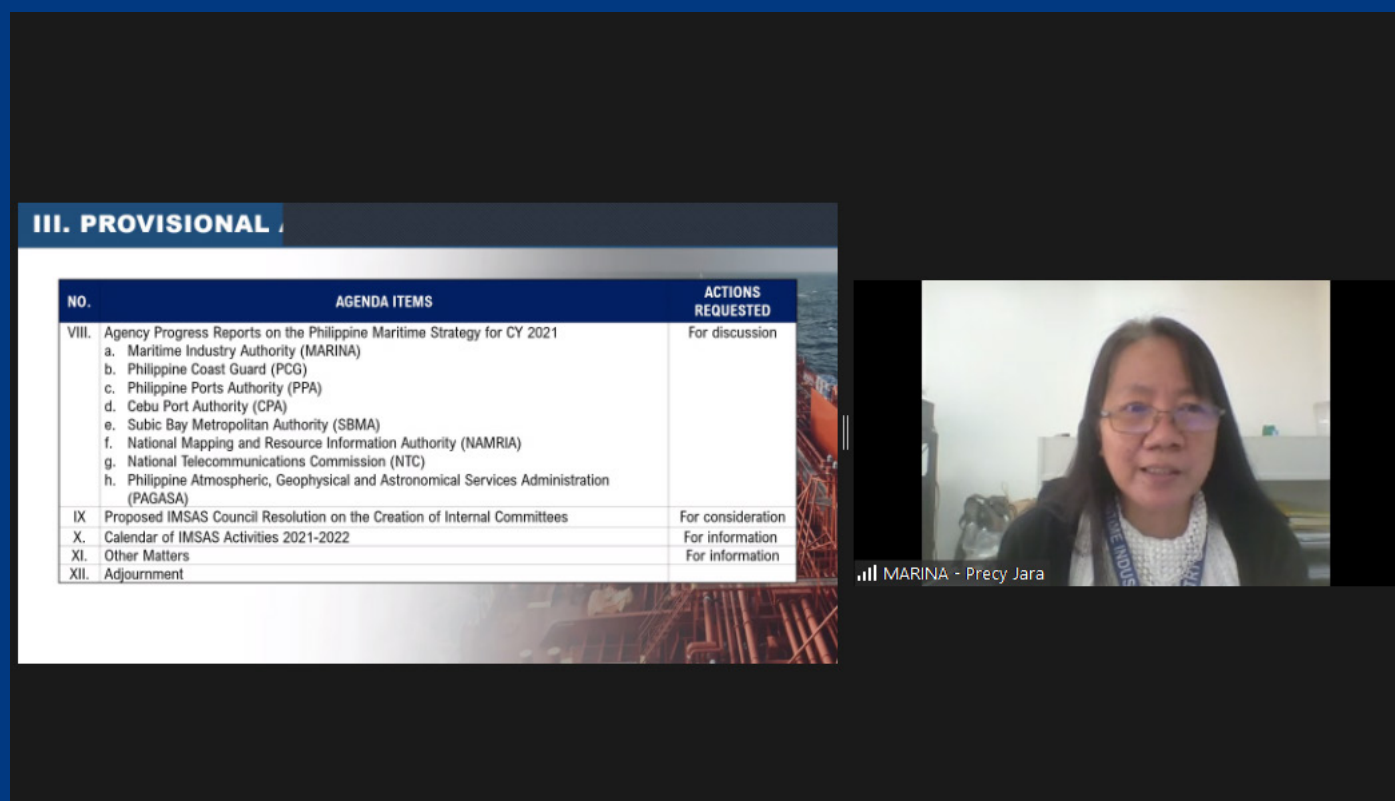 III. PROVISIONAL
NO.
AGENDA ITEMS
ACTIONS
REQUESTED
VIII. Agency Progress Reports on the Philippine Maritime Strategy for CY 2021 For discussion
a. Maritime Industry Authority (MARINA)
b. Philippine Coast Guard (PCG)
c. Philippine Ports Authority (PPA)
d. Cebu Port Authority (CPA)
e. Subic Bay Metropolitan Authority (SBMA)
f. National Mapping and Resource Information Authority (NAMRIA)
g. National Telecommunications Commission (NTC)
h. Philippine Atmospheric, Geophysical and Astronomical Services Administration
(PAGASA)
IX Proposed IMSAS Council Resolution on the Creation of Internal Committees For consideration
X. Calendar of IMSAS Activities 2021-2022 For information
XI. Other Matters For information
XII. Adjournment
MARINA - Precy Jara